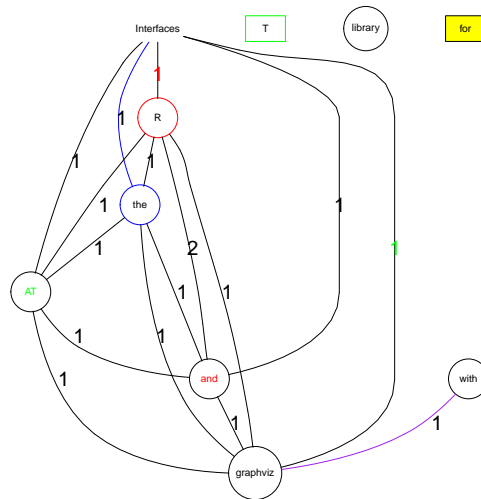 Interfaces T library for
1
R
1 1
1 1 1
the
1 2 1
1 1 1
AT
1 1
1 and with
1 1
graphviz